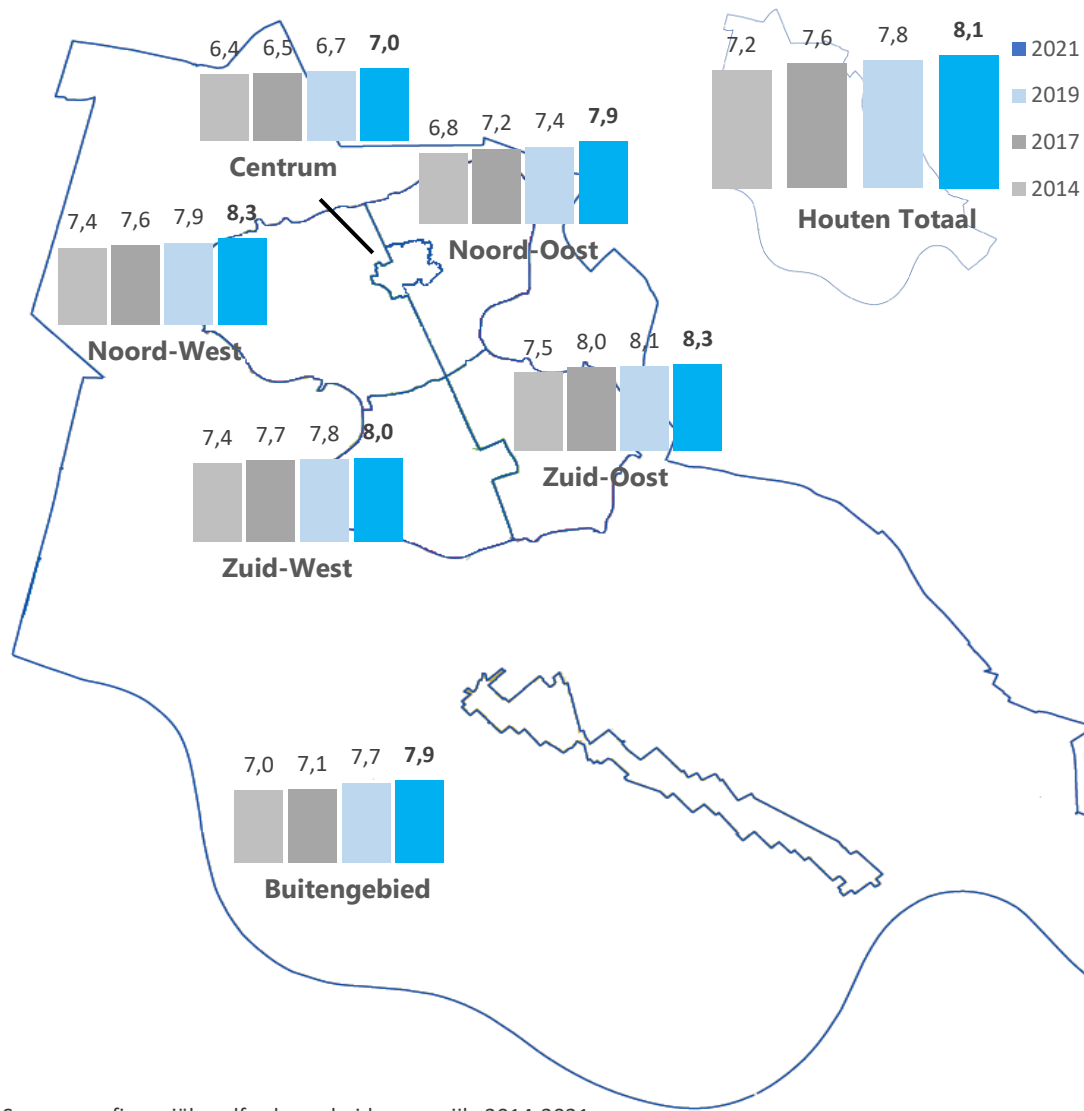 6,4 6,5 6,7 7,0
Centrum
6,8 7,2 7,4 7,9
Noord-Oost
7,2 7,6 7,8 8,1
Houten Totaal
2021
2019
2017
2014
7,4 7,6 7,9 8,3
Noord-West
7,5 8,0 8,1 8,3
Zuid-Oost
7,4 7,7 7,8 8,0
Zuid-West
7,0 7,1 7,7 7,9
Buitengebied
2014-2021